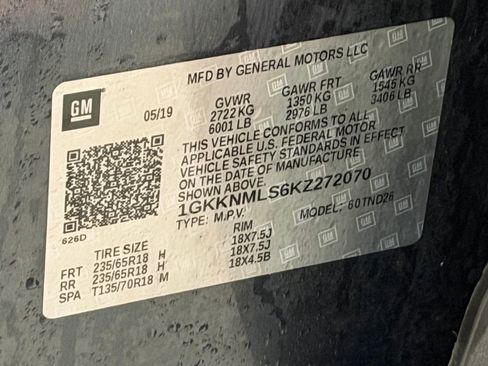 MFD BY GENERAL MOTORS LLC
GM
05/19
GVWR GAWR FRT GAWR RR
2722 KG 1350 KG 1545 KG
6001 LB 2976 LB 3406 LB
THIS VEHICLE CONFORMS TO ALL
APPLICABLE U.S. FEDERAL MOTOR
VEHICLE SAFETY STANDARDS IN EFFECT
ON THE DATE OF MANUFACTURE
SHOWN ABOVE.
1GKKNMLS6KZ272070
TYPE: M.P.V. MODEL: 6OTND26
626D
TIRE SIZE RIM
FRT 235/65R18 H 18X7.5J
RR 235/65R18 H 18X7.5J
SPA T135/70R18 M 18X4.5B